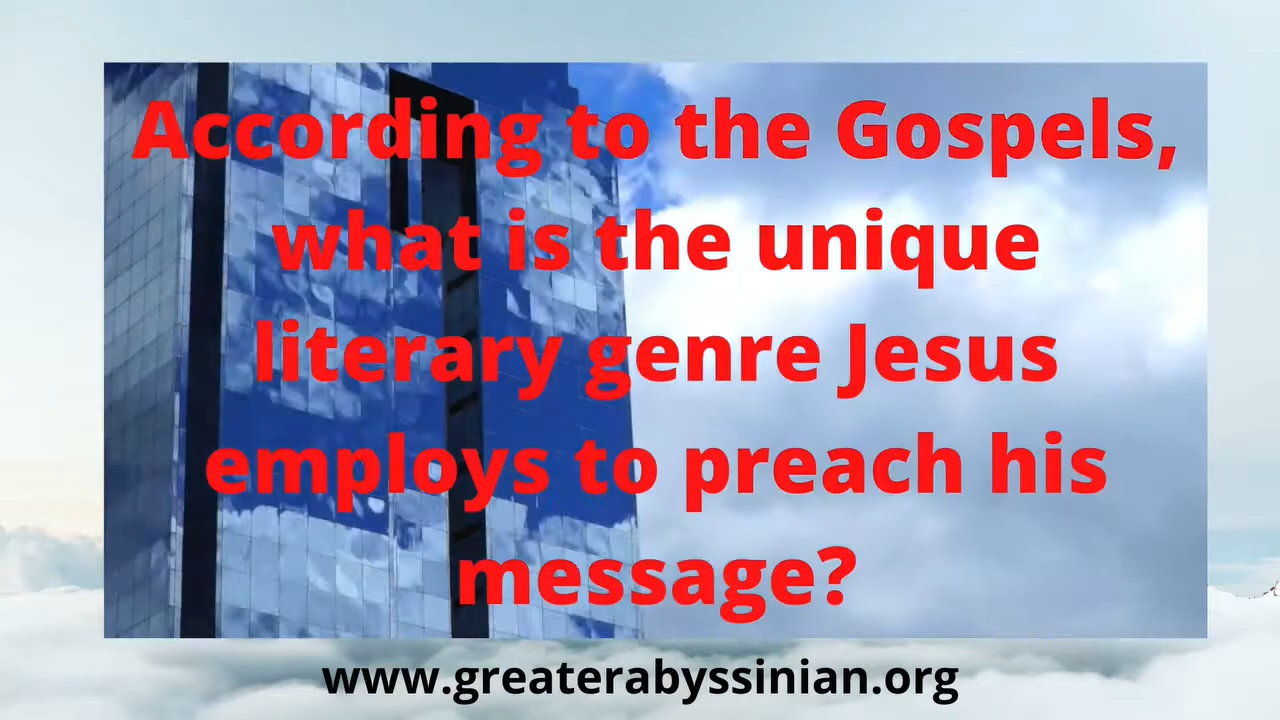 According to the Gospels,
what is the unique
literary genre Jesus
employs to preach his
message?
www.greaterabyssinian.org